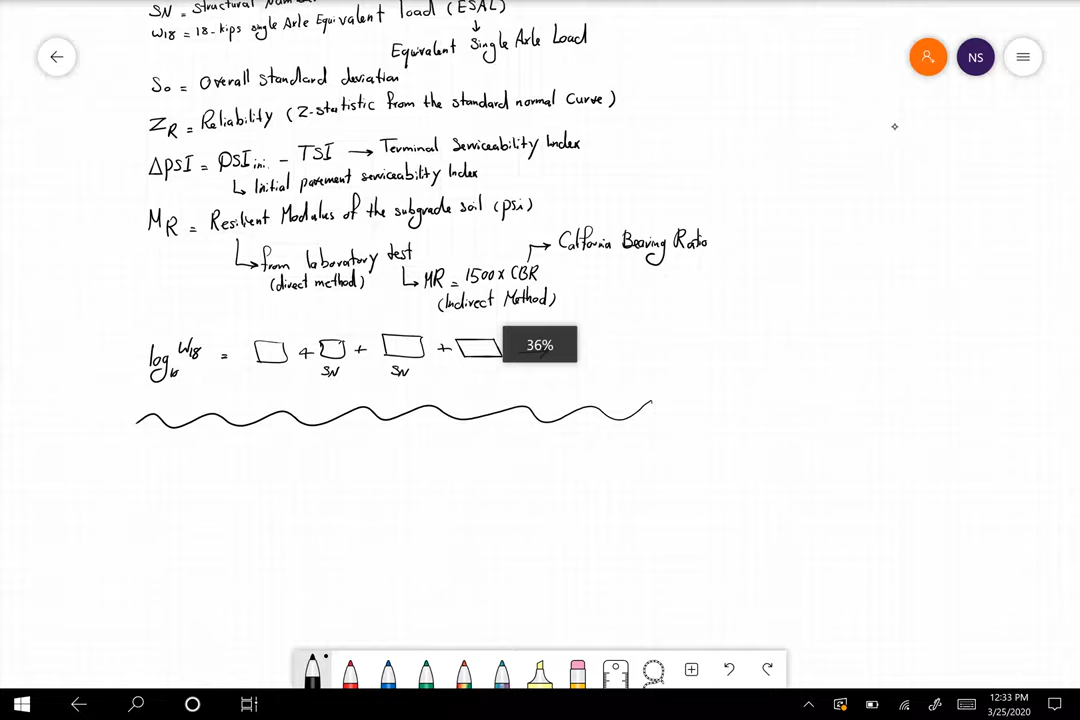 SN = Structural
W18 = 18-kips single Axle Equivalent load (ESAL)
Equivalent Single Axle Load
NS
So = Overall standard deviation
ZR = Reliability (Z-statistic from the standard normal Curve)
ΔPSI = PSI ini. - TSI → Terminal Serviceability Index
Initial pavement serviceability Index
MR = Resilient Modulus of the subgrade soil (psi)
California Bearing Ratio
from laboratory test
(direct method)
MR = 1500 x CBR
(Indirect Method)
log10 W18 = + + +
SN SN
36%
12:33 PM
3/25/2020